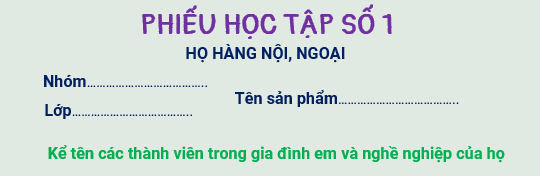 PHIẾU HỌC TẬP SỐ 1
HỌ HÀNG NỘI, NGOẠI
Nhóm………………………………..
Tên sản phẩm………………………………..
Lớp………………………………..
Kể tên các thành viên trong gia đình em và nghề nghiệp của họ